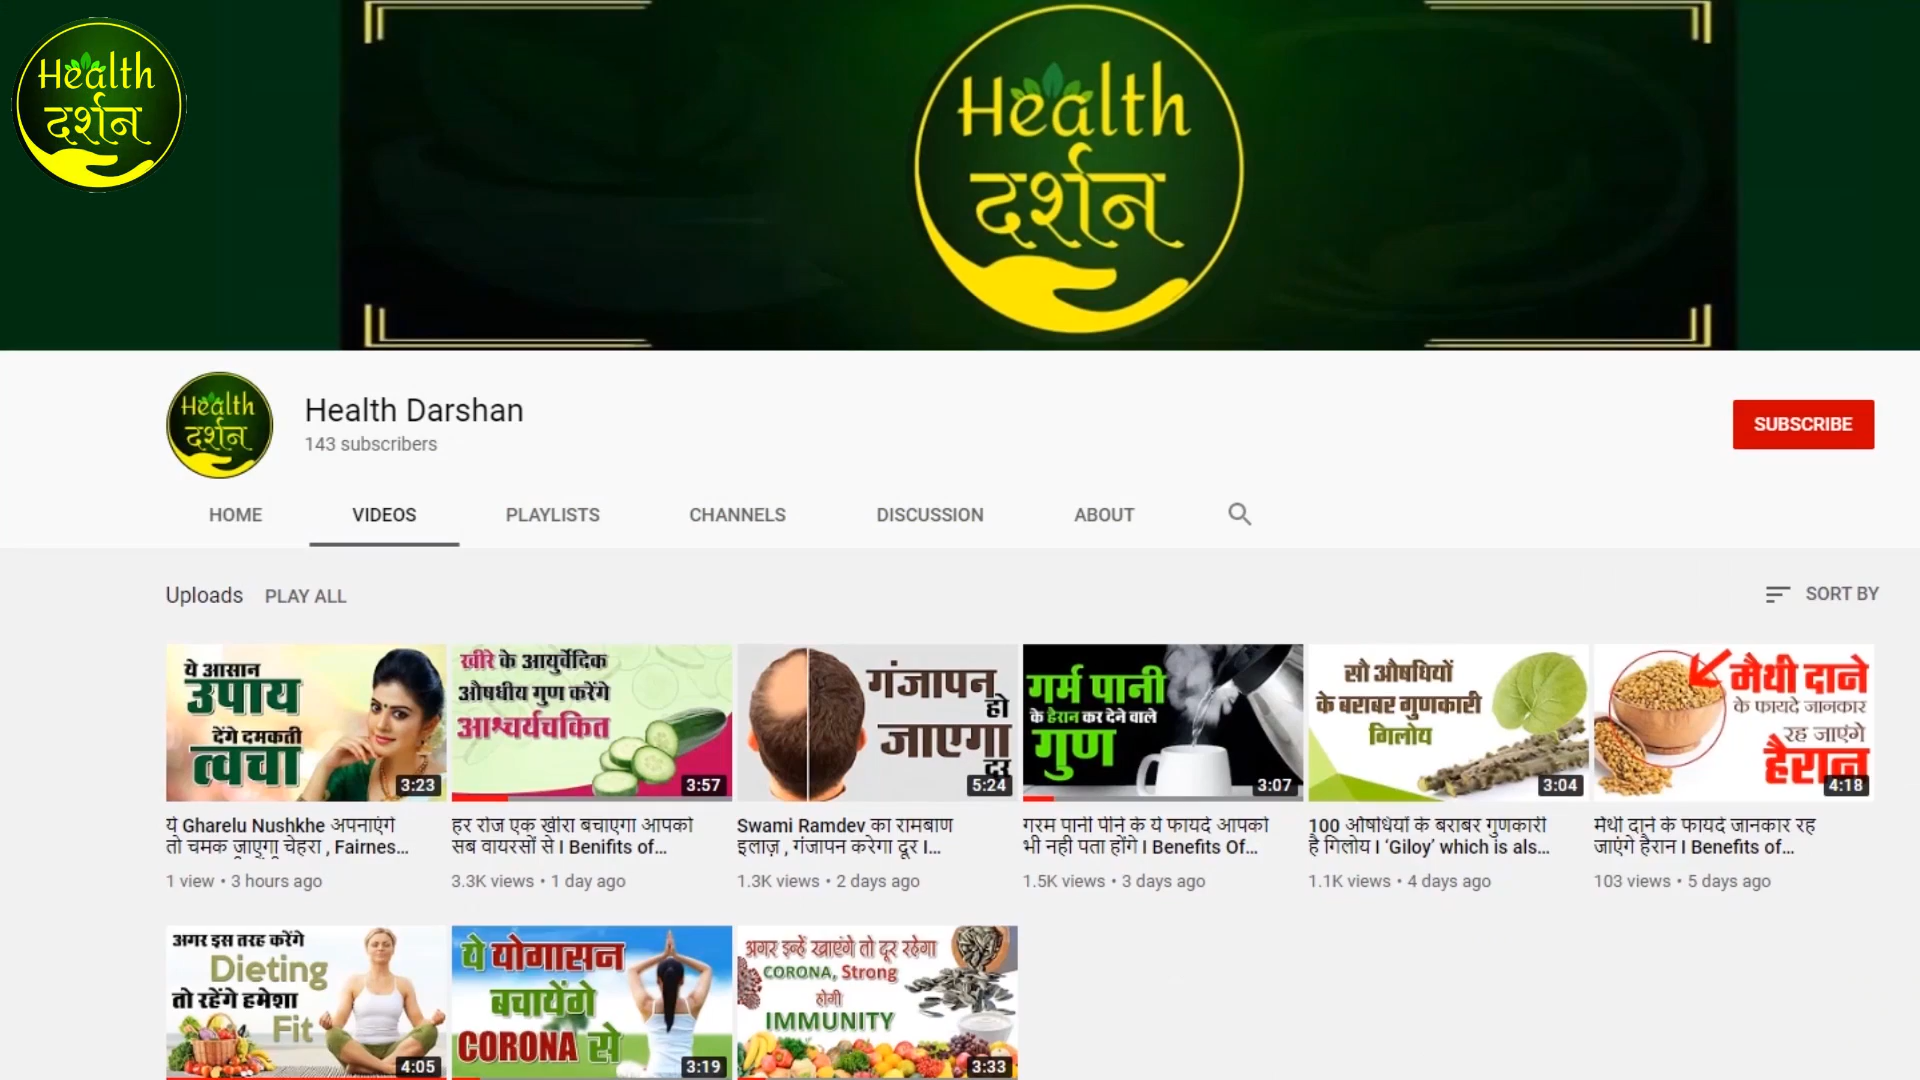 Health
दर्शन
Health
दर्शन
Health
दर्शन
Health Darshan
143 subscribers
SUBSCRIBE
HOME
VIDEOS
PLAYLISTS
CHANNELS
DISCUSSION
ABOUT
Uploads
PLAY ALL
SORT BY
ये आसान
उपाय
देंगे दमकती
त्वचा
3:23
खीरे के आयुर्वेदिक
औषधीय गुण करेंगे
आश्चर्यचकित
3:57
गंजापन
हो
जाएगा
दूर
5:24
गर्म पानी
के हैरान कर देने वाले
गुण
3:07
सौ औषधियों
के बराबर गुणकारी
गिलोय
3:04
मैथी दाने
के फायदे जानकार
रह जाएंगे
हैरान
4:18
ये Gharelu Nushkhe अपनाएंगे
तो चमक जाएगा चेहरा , Fairnes...
1 view • 3 hours ago
हर रोज एक खीरा बचाएगा आपको
सब वायरसों से I Benifits of...
3.3K views • 1 day ago
Swami Ramdev का रामबाण
इलाज़ , गंजापन करेगा दूर I...
1.3K views • 2 days ago
गरम पानी पीने के ये फायदे आपको
भी नही पता होंगे I Benefits Of...
1.5K views • 3 days ago
100 औषधियों के बराबर गुणकारी
है गिलोय I ‘Giloy’ which is als...
1.1K views • 4 days ago
मेथी दाने के फायदे जानकार रह
जाएंगे हैरान I Benefits of...
103 views • 5 days ago
अगर इस तरह करेंगे
Dieting
तो रहेंगे हमेशा
Fit
4:05
ये योगासन
बचायेंगे
CORONA से
3:19
अगर इन्हें खाएंगे तो दूर रहेगा
CORONA, Strong
होगी
IMMUNITY
3:33